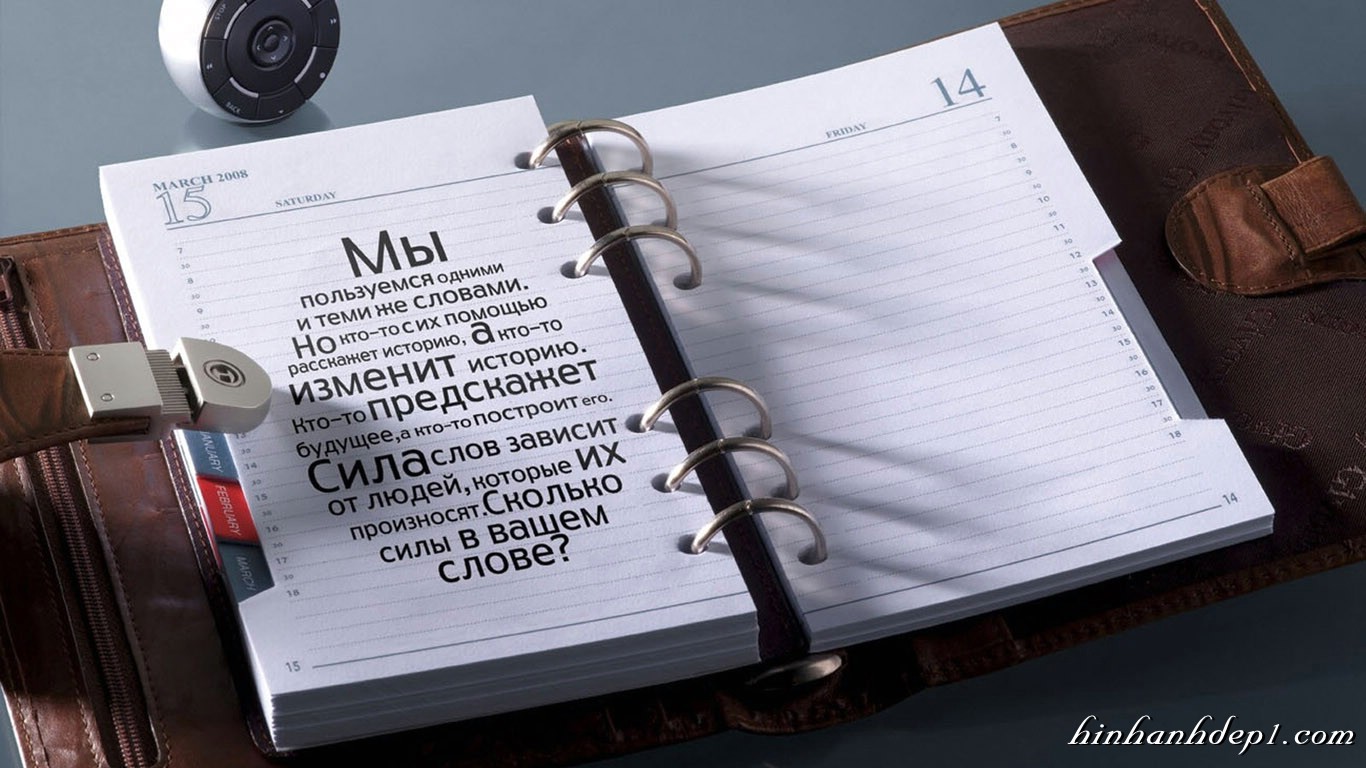 STOP
BACK
MARCH 2008
15
SATURDAY
7
30
8
30
9
30
Мы
пользуемся одними
и теми же словами.
Но кто-то с их помощью
расскажет историю, а кто-то
изменит историю.
Кто-то предскажет
будущее, а кто-то построит его.
Сила слов зависит
от людей, которые их
произносят. Сколько
силы в вашем
слове?
14
30
15
30
16
30
17
30
18
15
FEBRUARY
MARCH
14
FRIDAY
7
30
8
30
9
30
10
30
11
30
12
30
13
30
14
30
15
30
16
30
17
30
18
14
hinhanhdep1.com